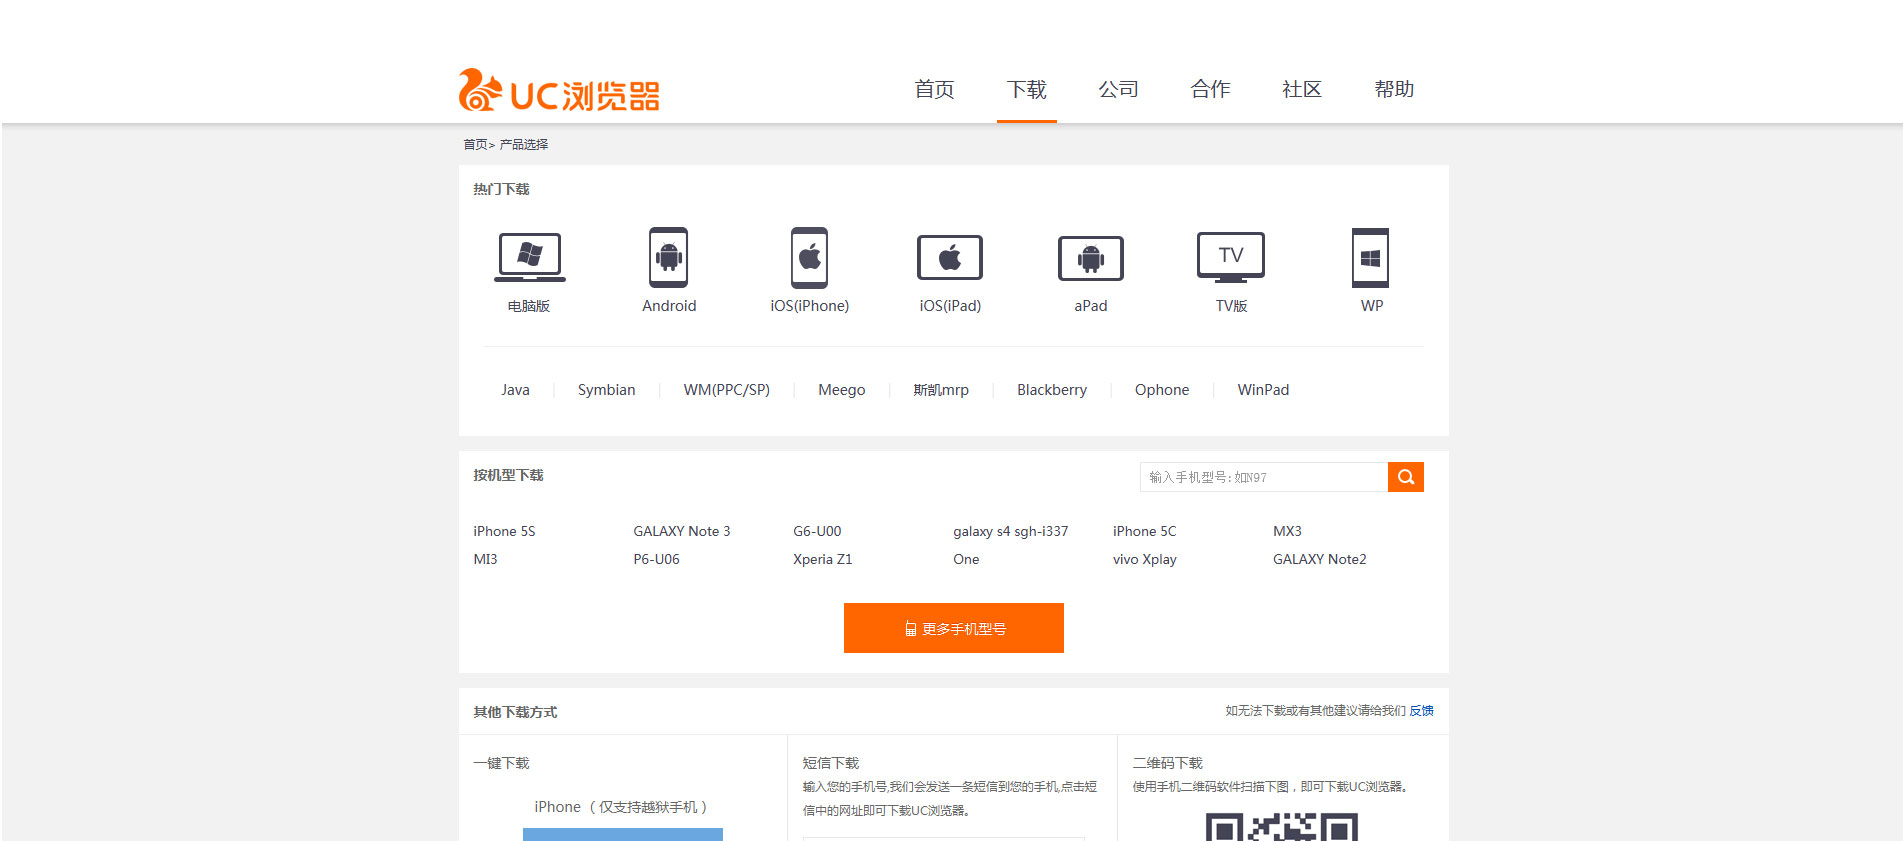 UC浏览器
首页 下载 公司 合作 社区 帮助
首页> 产品选择
热门下载
TV
电脑版 Android iOS(iPhone) iOS(iPad) aPad TV版 WP
Java Symbian WM(PPC/SP) Meego 斯凯mrp Blackberry Ophone WinPad
按机型下载
输入手机型号:如N97
iPhone 5S GALAXY Note 3 G6-U00 galaxy s4 sgh-i337 iPhone 5C MX3
MI3 P6-U06 Xperia Z1 One vivo Xplay GALAXY Note2
更多手机型号
其他下载方式
如无法下载或有其他建议请给我们 反馈
一键下载
iPhone （仅支持越狱手机）
短信下载
输入您的手机号,我们会发送一条短信到您的手机,点击短
信中的网址即可下载UC浏览器。
二维码下载
使用手机二维码软件扫描下图，即可下载UC浏览器。